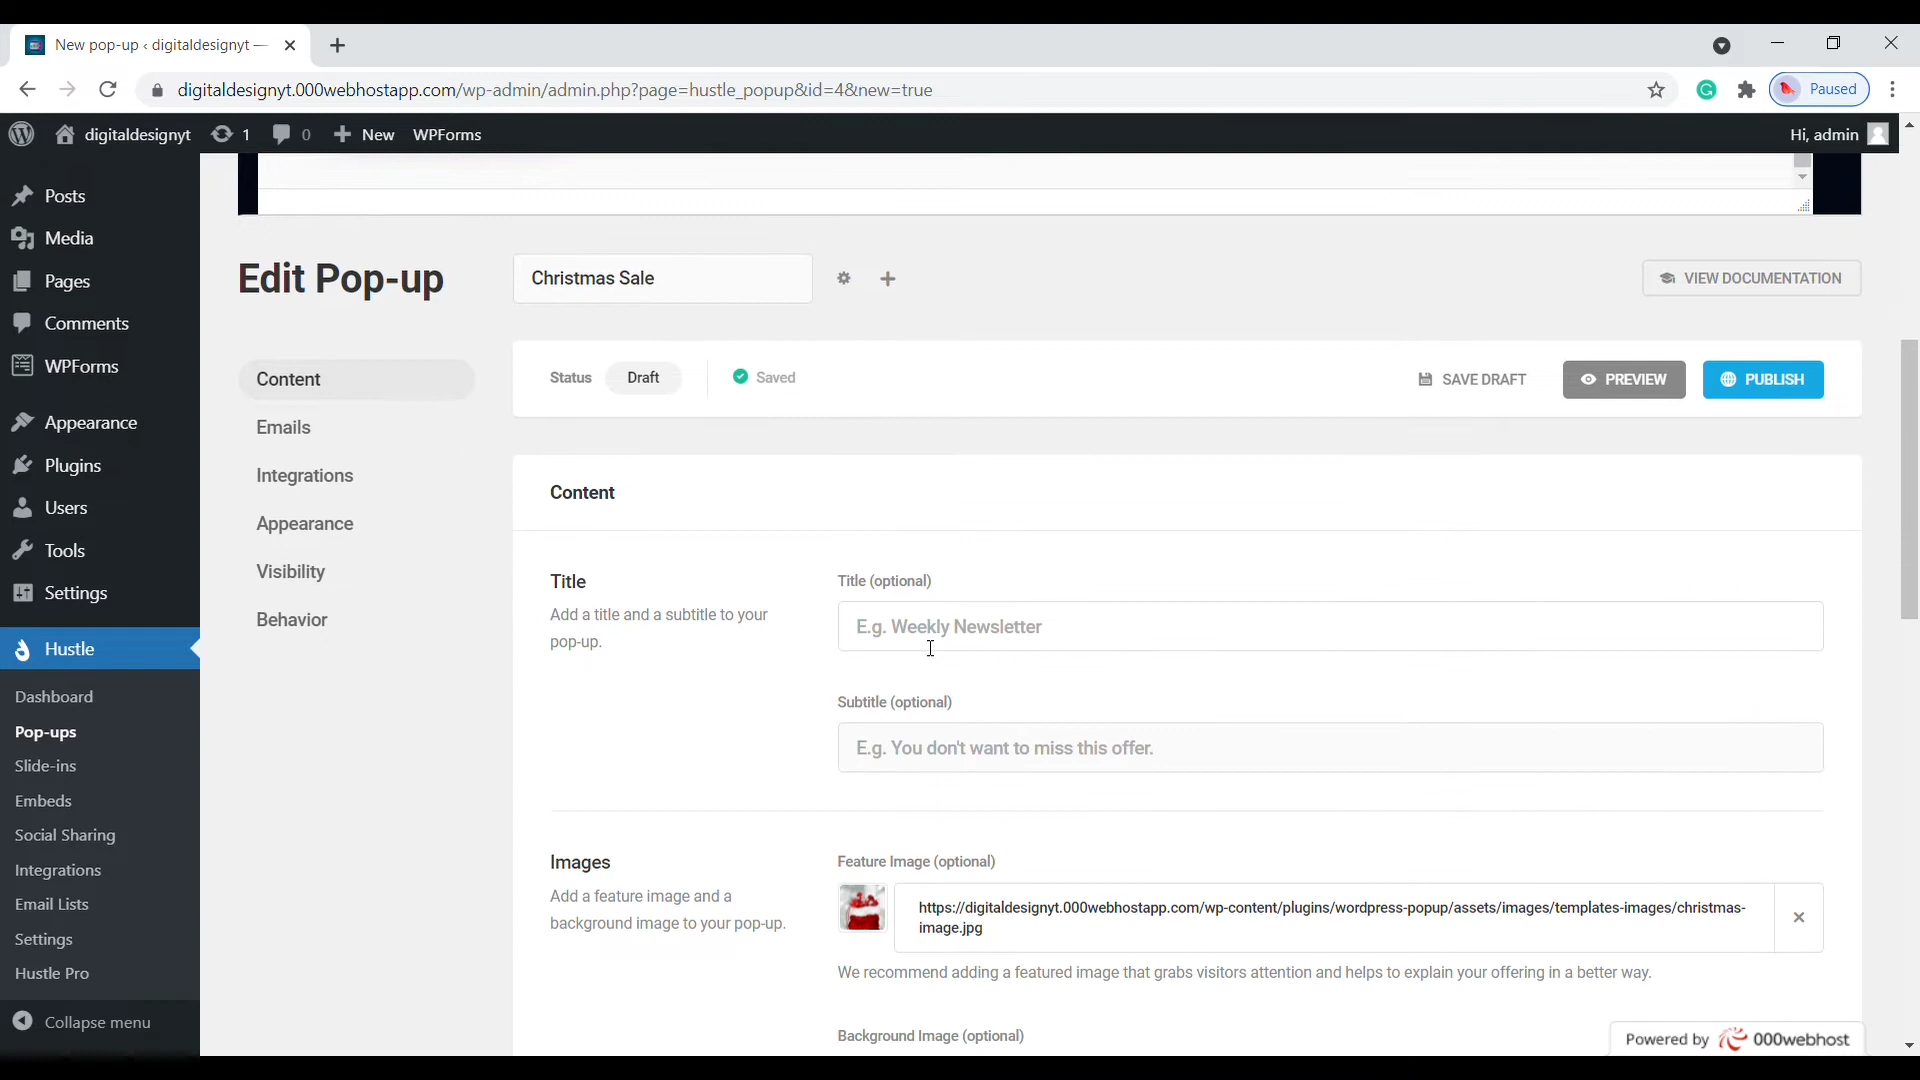 New pop-up ‹ digitaldesignyt —
digitaldesignyt.000webhostapp.com/wp-admin/admin.php?page=hustle_popup&id=4&new=true
Paused
digitaldesignyt
1
0
New
WPForms
Hi, admin
Posts
Media
Pages
Comments
WPForms
Appearance
Plugins
Users
Tools
Settings
Hustle
Dashboard
Pop-ups
Slide-ins
Embeds
Social Sharing
Integrations
Email Lists
Settings
Hustle Pro
Collapse menu
Edit Pop-up
Christmas Sale
VIEW DOCUMENTATION
Content
Emails
Integrations
Appearance
Visibility
Behavior
Status
Draft
Saved
SAVE DRAFT
PREVIEW
PUBLISH
Content
Title
Add a title and a subtitle to your
pop-up.
Title (optional)
E.g. Weekly Newsletter
Subtitle (optional)
E.g. You don't want to miss this offer.
Images
Add a feature image and a
background image to your pop-up.
Feature Image (optional)
https://digitaldesignyt.000webhostapp.com/wp-content/plugins/wordpress-popup/assets/images/templates-images/christmas-
image.jpg
We recommend adding a featured image that grabs visitors attention and helps to explain your offering in a better way.
Background Image (optional)
Powered by 000webhost